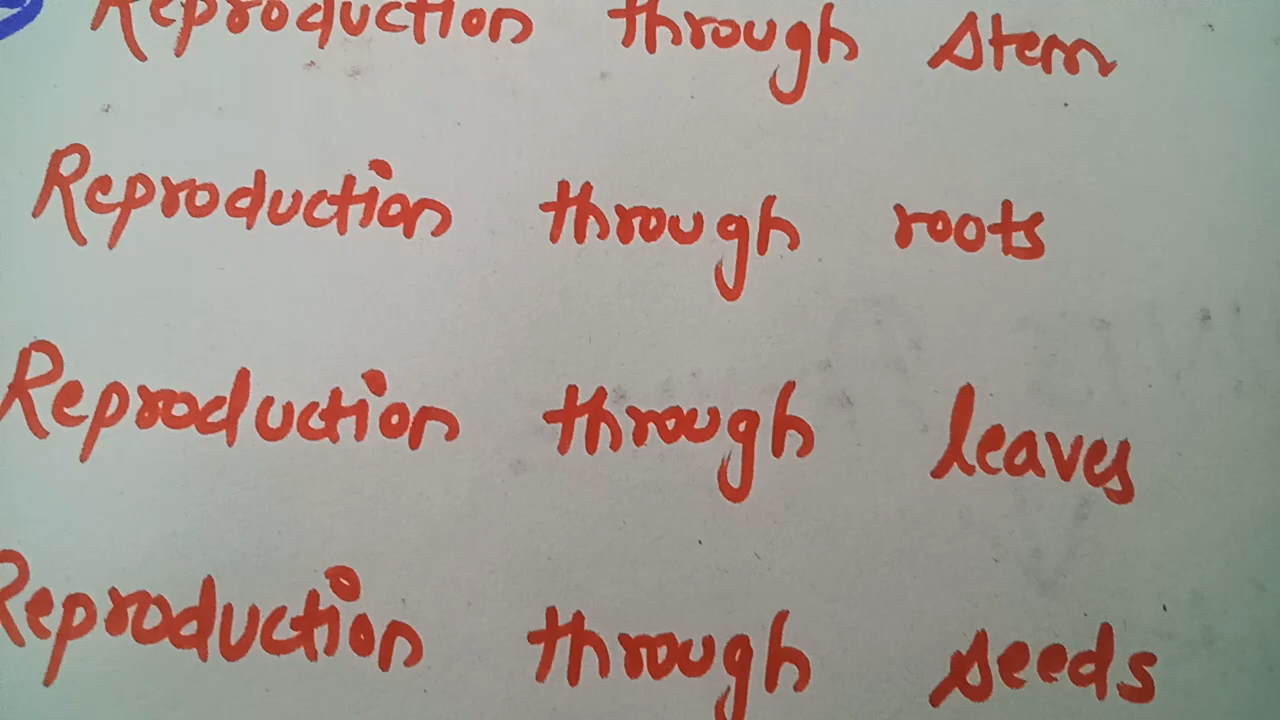 Reproduction through stem
Reproduction through roots
Reproduction through leaves
Reproduction through seeds